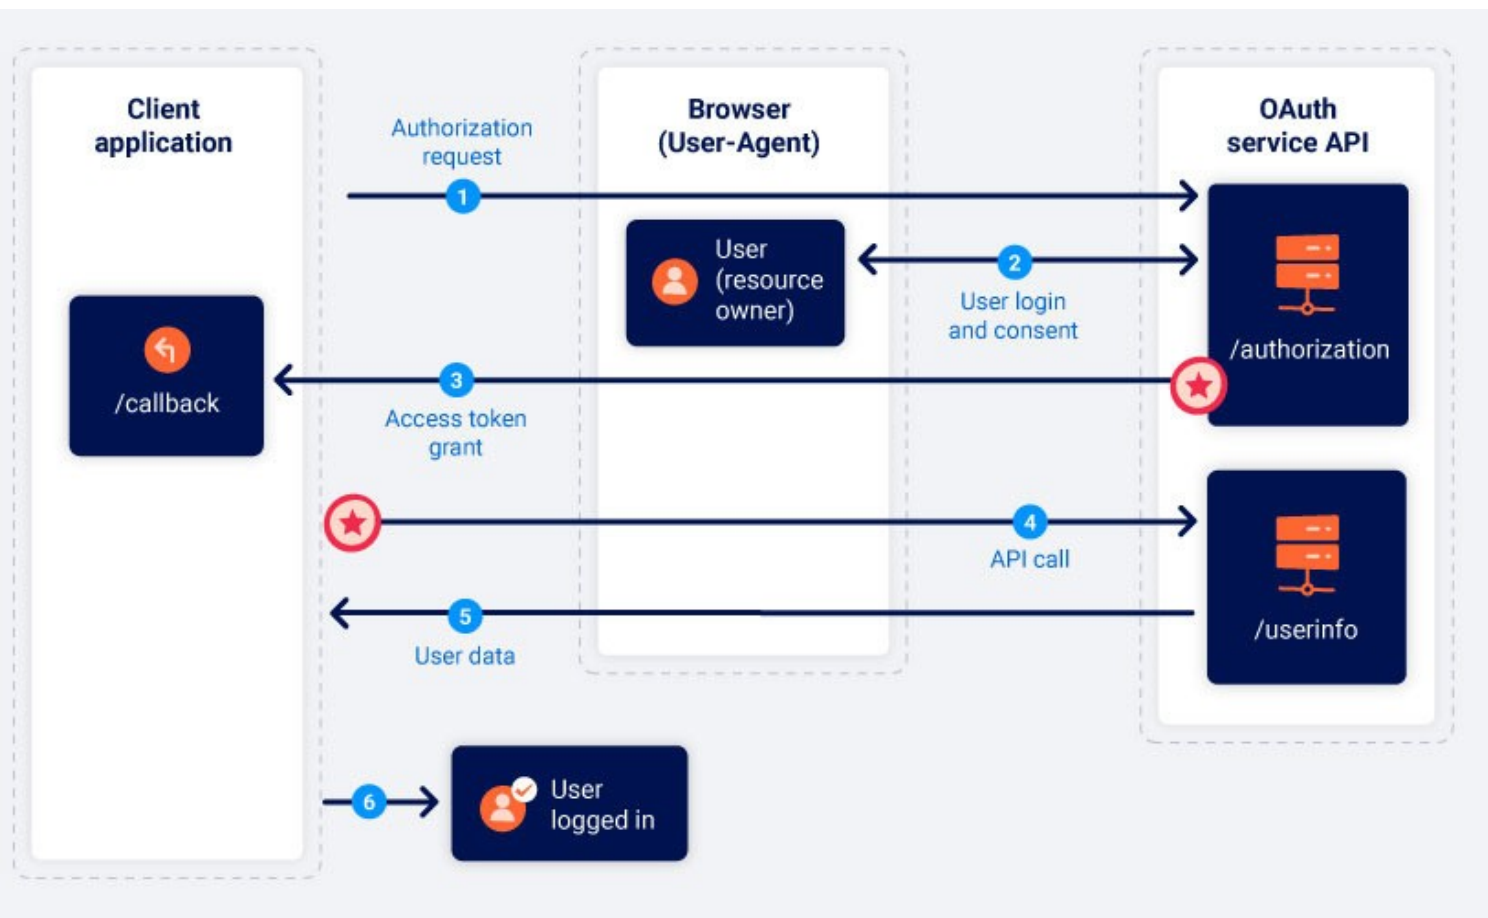 Client
application
Browser
(User-Agent)
OAuth
service API
Authorization
request
1
User
(resource
owner)
2
User login
and consent
/authorization
/callback
3
Access token
grant
4
API call
5
User data
/userinfo
6
User
logged in